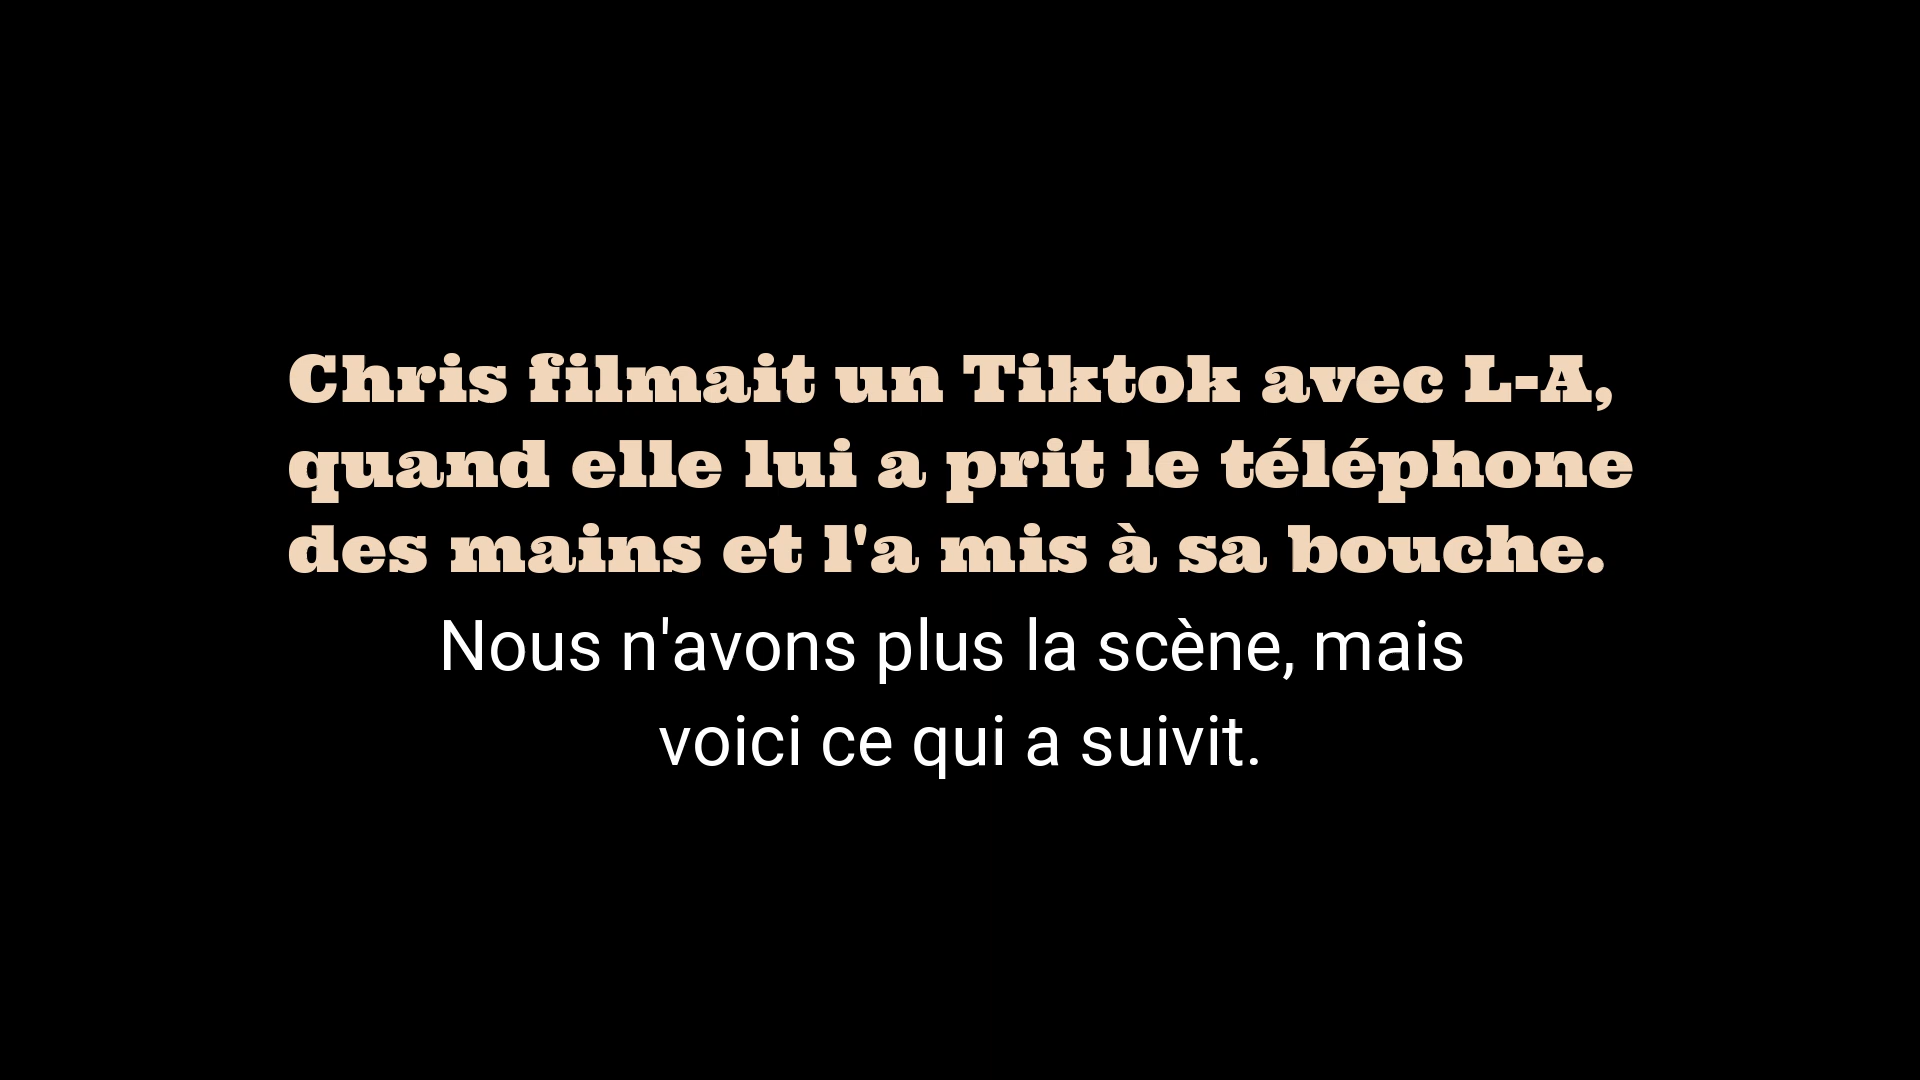 Chris filmait un Tiktok avec L-A,
quand elle lui a prit le téléphone
des mains et l'a mis à sa bouche.
Nous n'avons plus la scène, mais
voici ce qui a suivit.